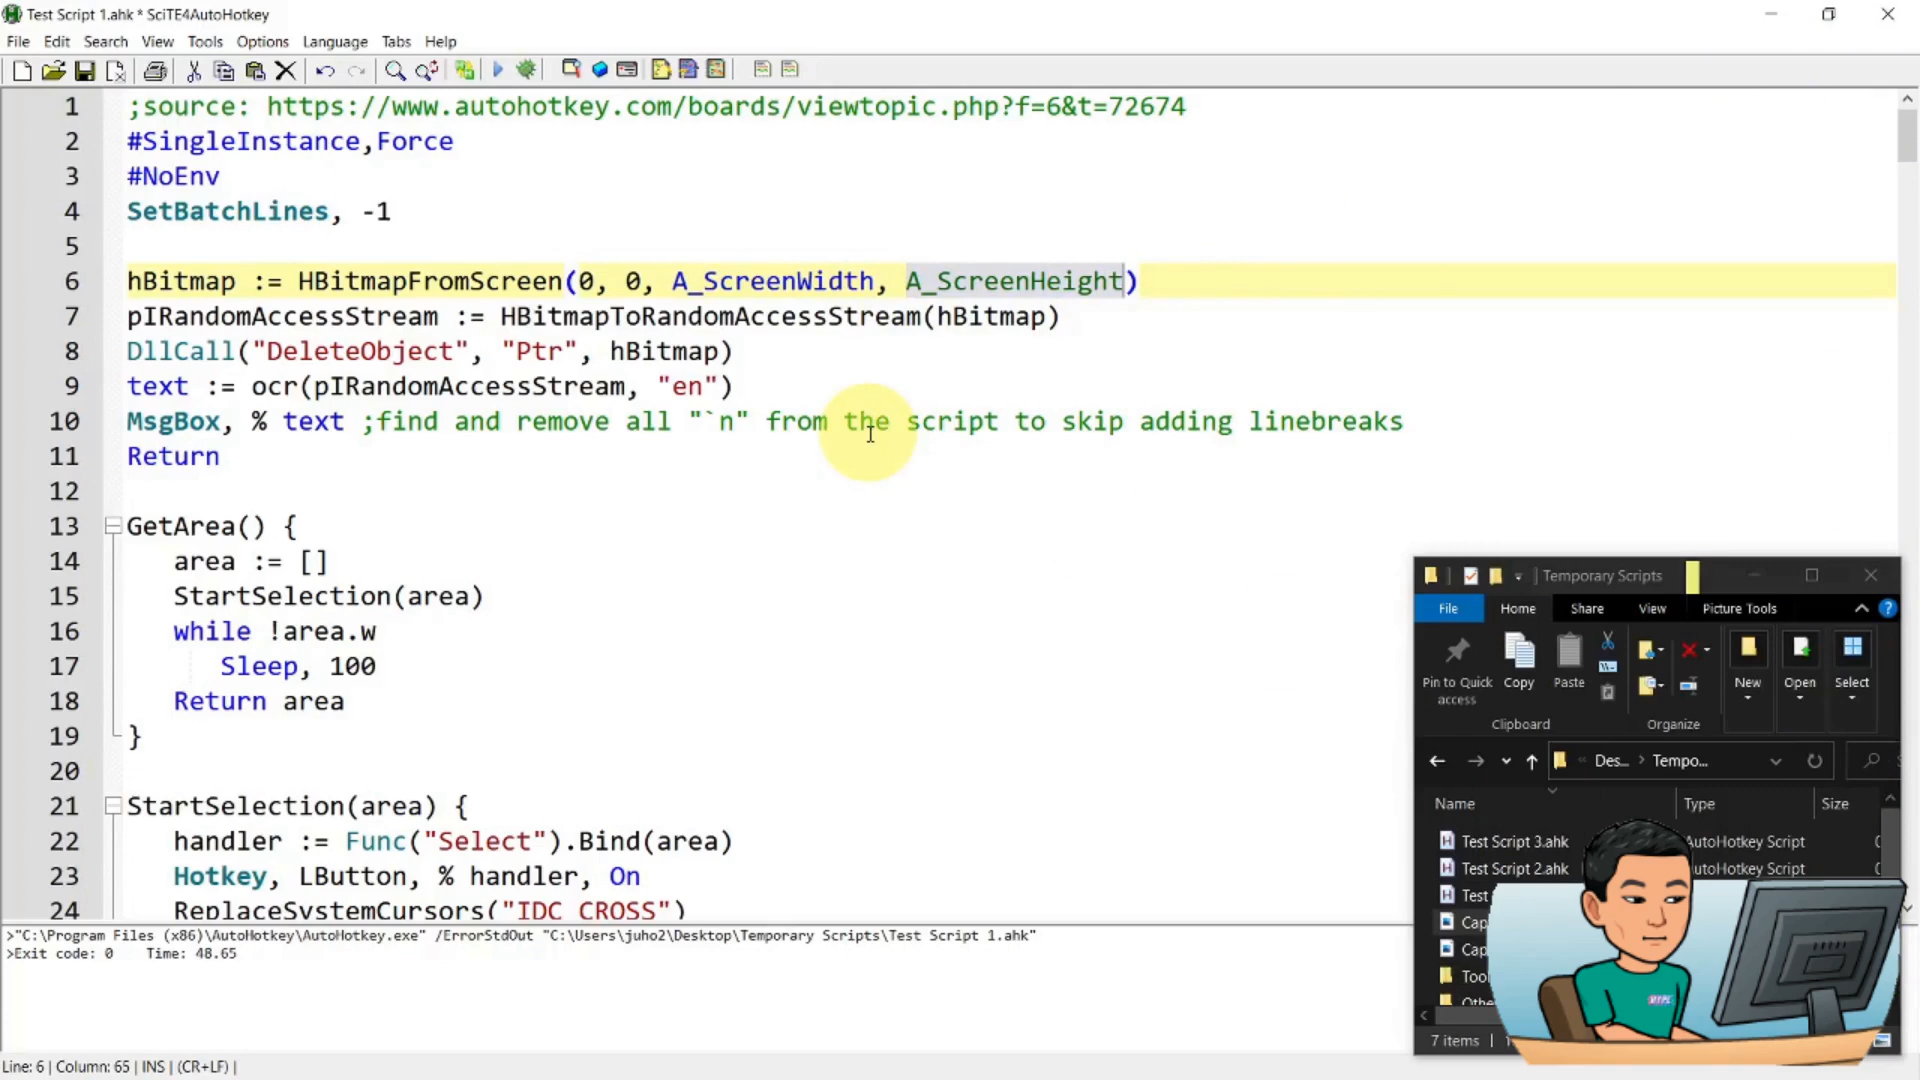 Test Script 1.ahk * SciTE4AutoHotkey
File Edit Search View Tools Options Language Tabs Help
1 ;source: https://www.autohotkey.com/boards/viewtopic.php?f=6&t=72674
2 #SingleInstance,Force
3 #NoEnv
4 SetBatchLines, -1
5
6 hBitmap := HBitmapFromScreen(0, 0, A_ScreenWidth, A_ScreenHeight)
7 pIRandomAccessStream := HBitmapToRandomAccessStream(hBitmap)
8 DllCall("DeleteObject", "Ptr", hBitmap)
9 text := ocr(pIRandomAccessStream, "en")
10 MsgBox, % text ;find and remove all "`n" from the script to skip adding linebreaks
11 Return
12
13 GetArea() {
14 area := []
15 StartSelection(area)
16 while !area.w
17 Sleep, 100
18 Return area
19 }
20
21 StartSelection(area) {
22 handler := Func("Select").Bind(area)
23 Hotkey, LButton, % handler, On
24 ReplaceSystemCursors("IDC_CROSS")
>"C:\Program Files (x86)\AutoHotkey\AutoHotkey.exe" /ErrorStdOut "C:\Users\juho2\Desktop\Temporary Scripts\Test Script 1.ahk"
>Exit code: 0 Time: 48.65
Line: 6 | Column: 65 | INS | (CR+LF) |
Temporary Scripts
File Home Share View Picture Tools
Pin to Quick access Copy Paste New Open Select
Clipboard Organize
Des... Tempo...
Name Type Size
Test Script 3.ahk AutoHotkey Script
Test Script 2.ahk AutoHotkey Script
Test
Cap
Cap
Tool
Othe
7 items